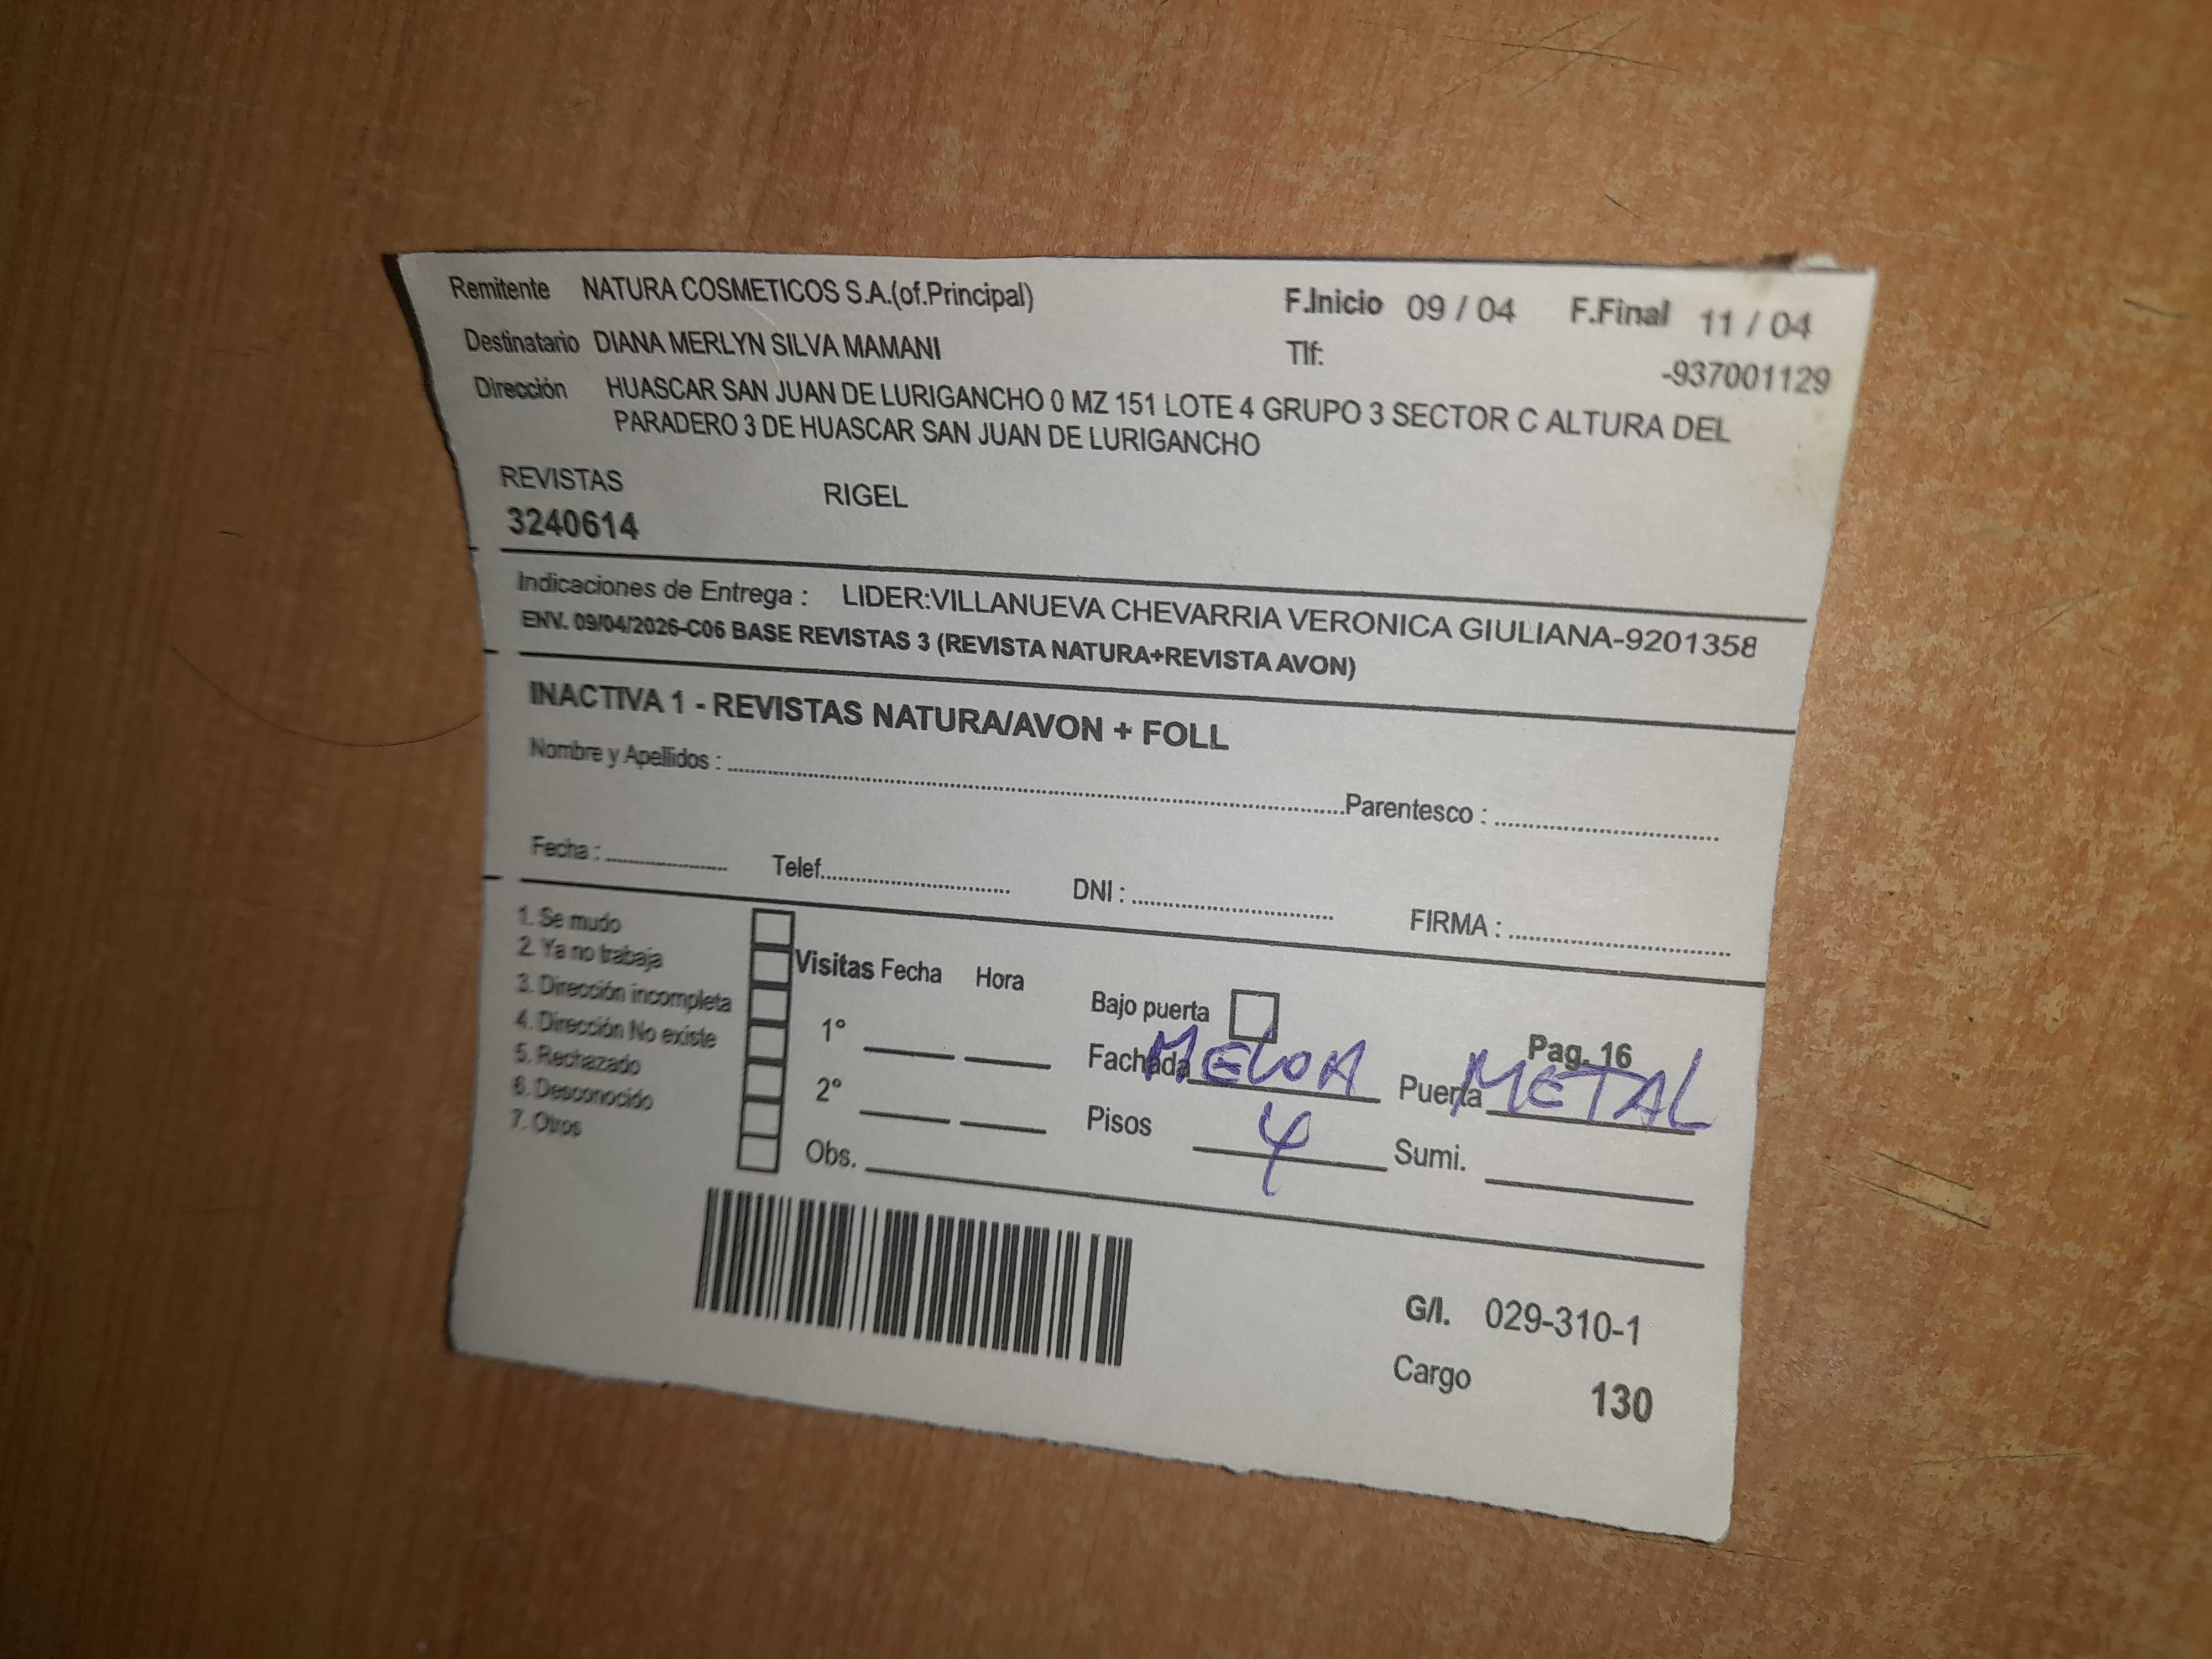 Remitente NATURA COSMETICOS S.A.(of.Principal) F.Inicio 09 / 04 F.Final 11 / 04
Destinatario DIANA MERLYN SILVA MAMANI Tlf: -937001129
Dirección HUASCAR SAN JUAN DE LURIGANCHO 0 MZ 151 LOTE 4 GRUPO 3 SECTOR C ALTURA DEL
PARADERO 3 DE HUASCAR SAN JUAN DE LURIGANCHO
REVISTAS RIGEL
3240614
Indicaciones de Entrega : LIDER:VILLANUEVA CHEVARRIA VERONICA GIULIANA-9201358
ENV. 09/04/2026-C06 BASE REVISTAS 3 (REVISTA NATURA+REVISTA AVON)
INACTIVA 1 - REVISTAS NATURA/AVON + FOLL
Nombre y Apellidos : Parentesco :
Fecha : Telef. DNI : FIRMA :
1. Se mudo
2. Ya no trabaja
3. Dirección incompleta
4. Dirección No existe
5. Rechazado
6. Desconocido
7. Otros
Visitas Fecha Hora
1°
2°
Obs.
Bajo puerta Pag. 16
Fachada Puerta METAL
Pisos 4 Sumi.
G/I. 029-310-1
Cargo 130